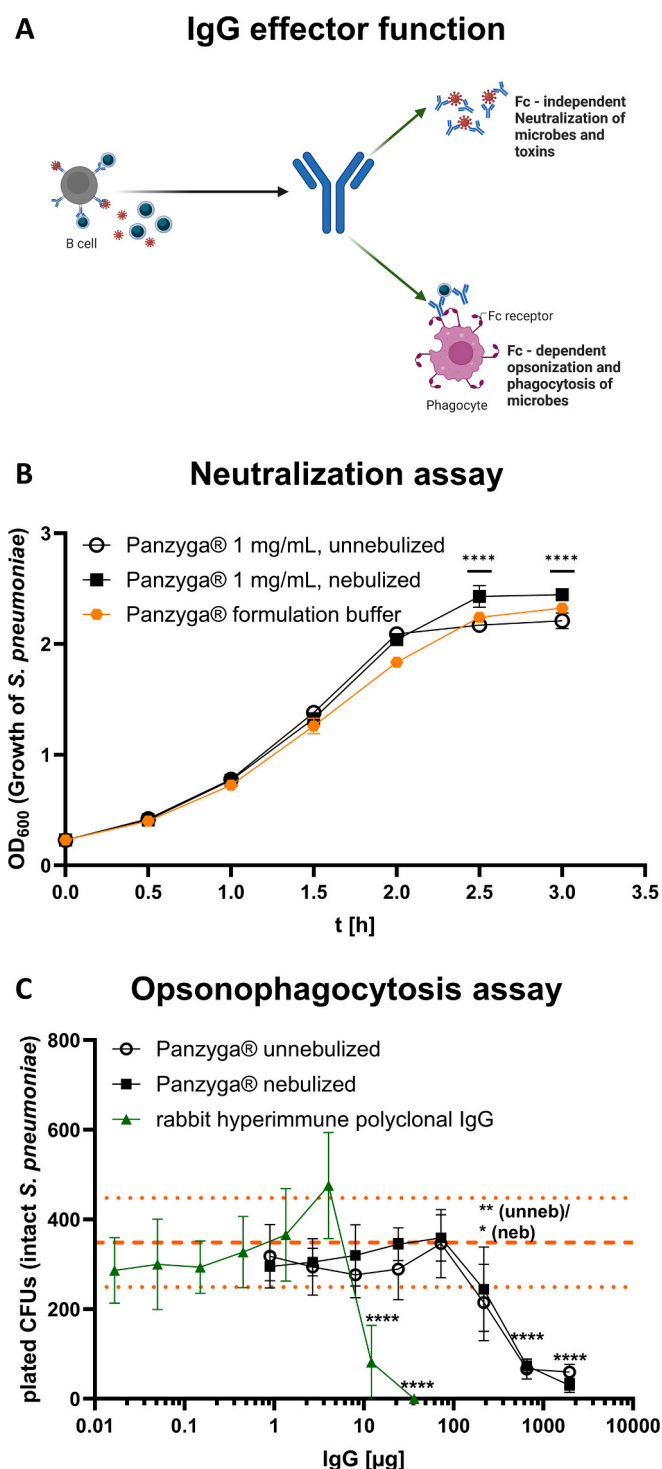 A IgG effector function
Fc - independent
Neutralization of
microbes and
toxins
B cell
Fc receptor
Fc - dependent
opsonization and
phagocytosis of
microbes
Phagocyte
B Neutralization assay
OD600 (Growth of S. pneumoniae)
3
2
1
0
Panzyga® 1 mg/mL, unnebulized
Panzyga® 1 mg/mL, nebulized
Panzyga® formulation buffer
**** ****
0.0 0.5 1.0 1.5 2.0 2.5 3.0 3.5
t [h]
C Opsonophagocytosis assay
plated CFUs (intact S. pneumoniae)
800
600
400
200
0
Panzyga® unnebulized
Panzyga® nebulized
rabbit hyperimmune polyclonal IgG
** (unneb)/
* (neb)
****
****
****
****
0.01 0.1 1 10 100 1000 10000
IgG [µg]